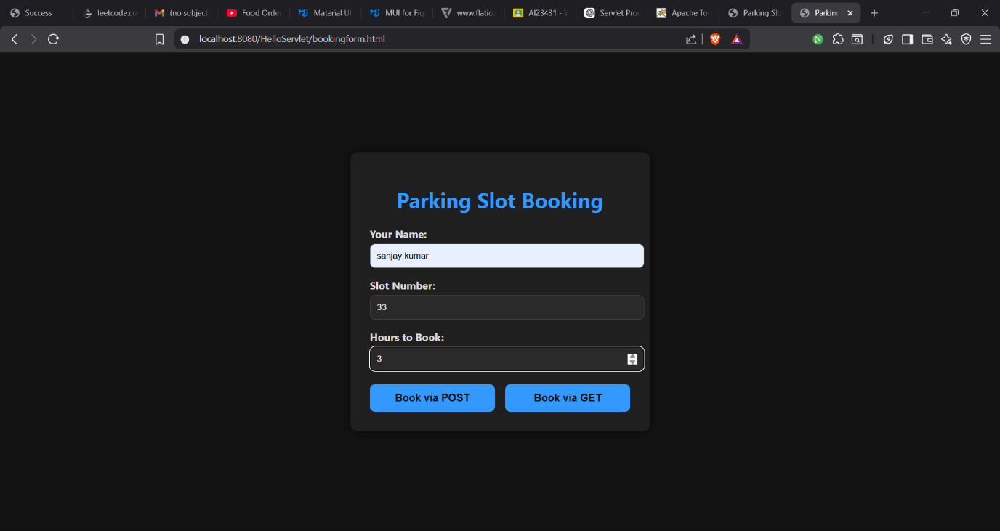 Success
leetcode.co
(no subject)
Food Order
Material UI
MUI for Fig
www.flatico
AI23431 - W
Servlet Pro
Apache Tom
Parking Slo
Parking
localhost:8080/HelloServlet/bookingform.html
Parking Slot Booking
Your Name:
sanjay kumar
Slot Number:
33
Hours to Book:
3
Book via POST
Book via GET